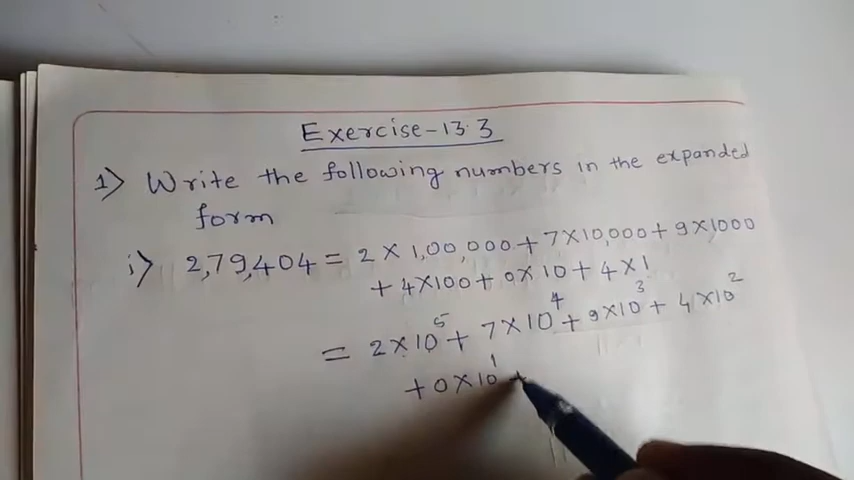 Exercise-13.3
1) Write the following numbers in the expanded
form
i) 2,79,404 = 2 × 1,00,000 + 7×10,000 + 9×1000
+ 4×100 + 0×10 + 4×1
= 2×10⁵ + 7×10⁴ + 9×10³ + 4×10²
+ 0×10¹ +